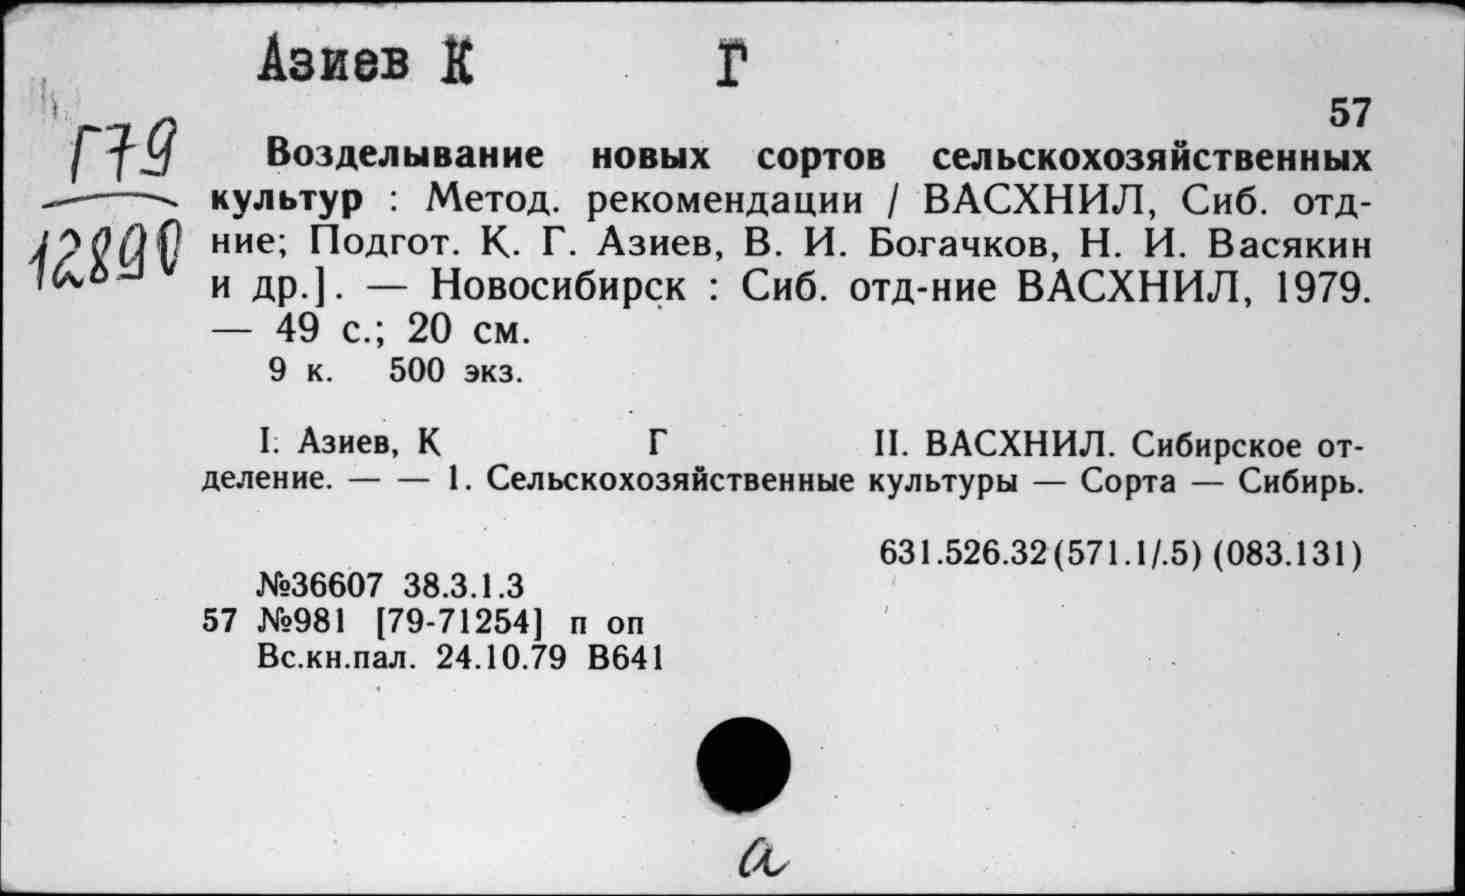 Азиев К Г
57
Г79
12890
Возделывание новых сортов сельскохозяйственных
культур : Метод. рекомендации / ВАСХНИЛ, Сиб. отд-
ние; Подгот. К. Г. Азиев, В. И. Богачков, Н. И. Васякин
и др.]. — Новосибирск : Сиб. отд-ние ВАСХНИЛ, 1979.
— 49 с.; 20 см.
9 к. 500 экз.
I. Азиев, К Г II. ВАСХНИЛ. Сибирское от-
деление. — — 1. Сельскохозяйственные культуры — Сорта — Сибирь.
631.526.32(571.1/.5) (083.131)
№36607 38.3.1.3
57 №981 [79-71254] п оп
Вс.кн.пал. 24.10.79 В641
а